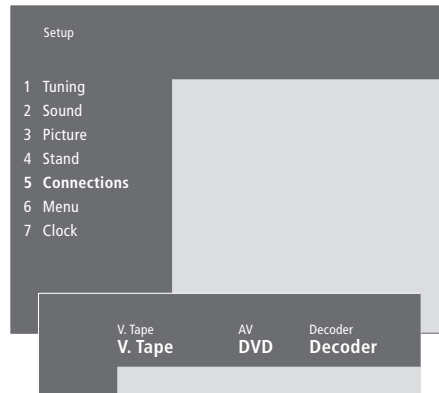 Setup
1 Tuning
2 Sound
3 Picture
4 Stand
5 Connections
6 Menu
7 Clock
V. Tape AV Decoder
V. Tape DVD Decoder